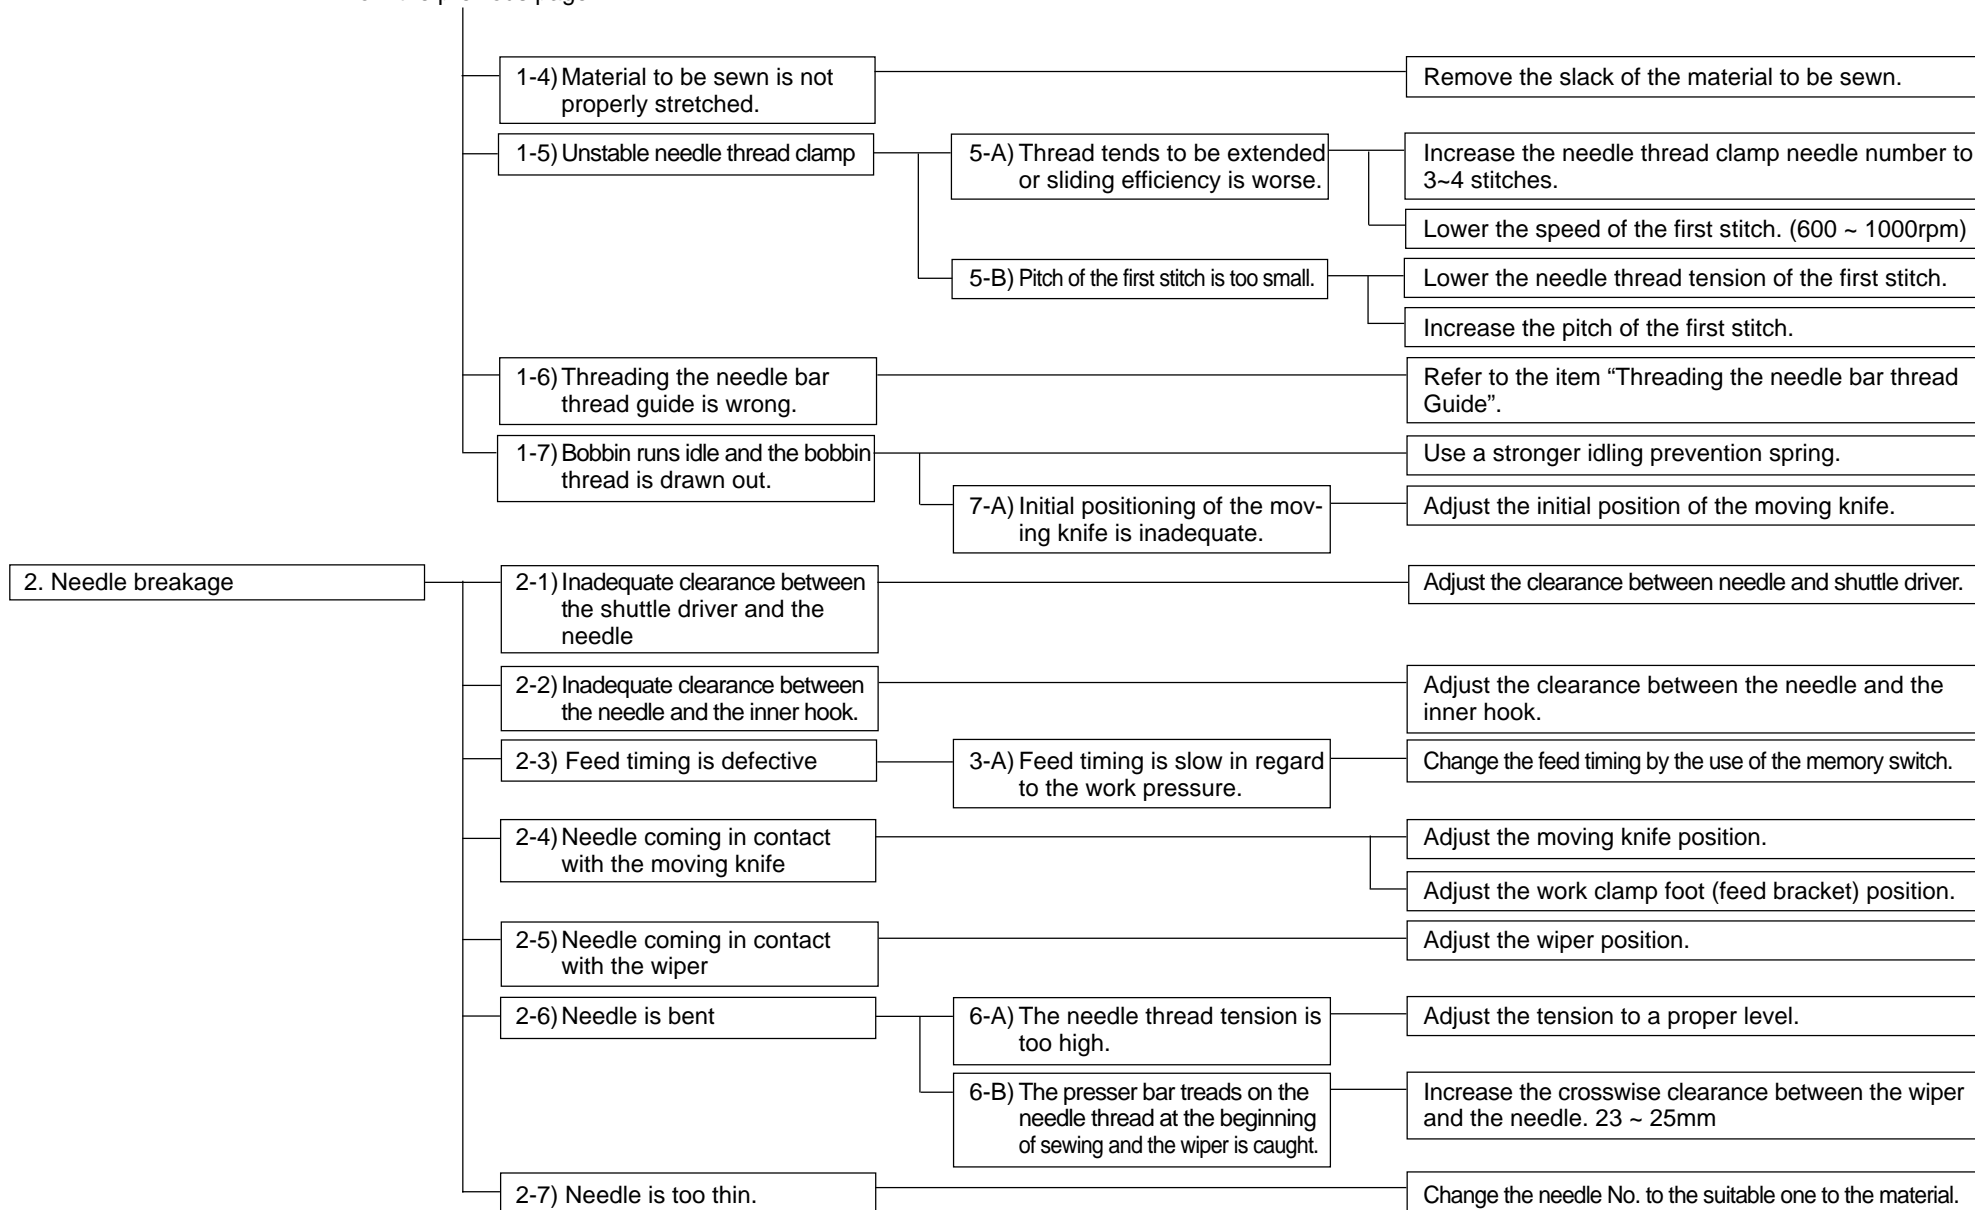 1-4) Material to be sewn is not
properly stretched.
Remove the slack of the material to be sewn.
1-5) Unstable needle thread clamp
5-A) Thread tends to be extended
or sliding efficiency is worse.
Increase the needle thread clamp needle number to
3~4 stitches.
Lower the speed of the first stitch. (600 ~ 1000rpm)
5-B) Pitch of the first stitch is too small.
Lower the needle thread tension of the first stitch.
Increase the pitch of the first stitch.
1-6) Threading the needle bar
thread guide is wrong.
Refer to the item “Threading the needle bar thread
Guide”.
1-7) Bobbin runs idle and the bobbin
thread is drawn out.
Use a stronger idling prevention spring.
7-A) Initial positioning of the mov-
ing knife is inadequate.
Adjust the initial position of the moving knife.
2. Needle breakage
2-1) Inadequate clearance between
the shuttle driver and the
needle
Adjust the clearance between needle and shuttle driver.
2-2) Inadequate clearance between
the needle and the inner hook.
Adjust the clearance between the needle and the
inner hook.
2-3) Feed timing is defective
3-A) Feed timing is slow in regard
to the work pressure.
Change the feed timing by the use of the memory switch.
2-4) Needle coming in contact
with the moving knife
Adjust the moving knife position.
Adjust the work clamp foot (feed bracket) position.
2-5) Needle coming in contact
with the wiper
Adjust the wiper position.
2-6) Needle is bent
6-A) The needle thread tension is
too high.
Adjust the tension to a proper level.
6-B) The presser bar treads on the
needle thread at the beginning
of sewing and the wiper is caught.
Increase the crosswise clearance between the wiper
and the needle. 23 ~ 25mm
2-7) Needle is too thin.
Change the needle No. to the suitable one to the material.